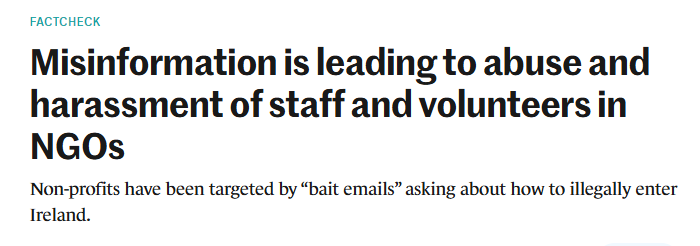 FACTCHECK
Misinformation is leading to abuse and
harassment of staff and volunteers in
NGOs
Non-profits have been targeted by “bait emails” asking about how to illegally enter
Ireland.